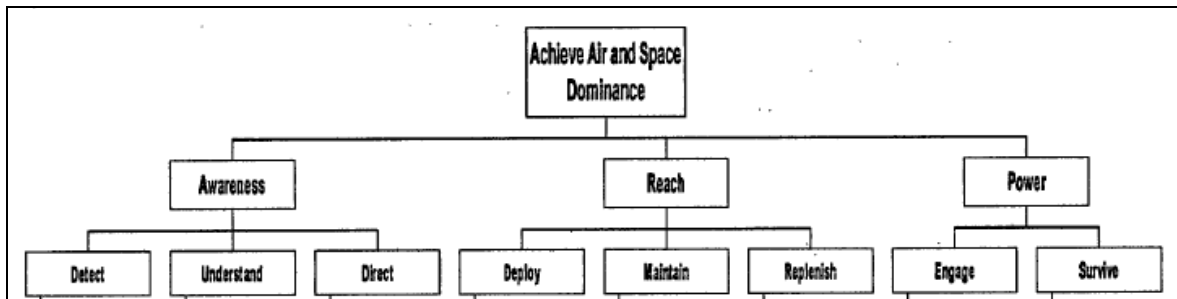 Achieve Air and Space
Dominance
Awareness
Reach
Power
Detect
Understand
Direct
Deploy
Maintain
Replenish
Engage
Survive